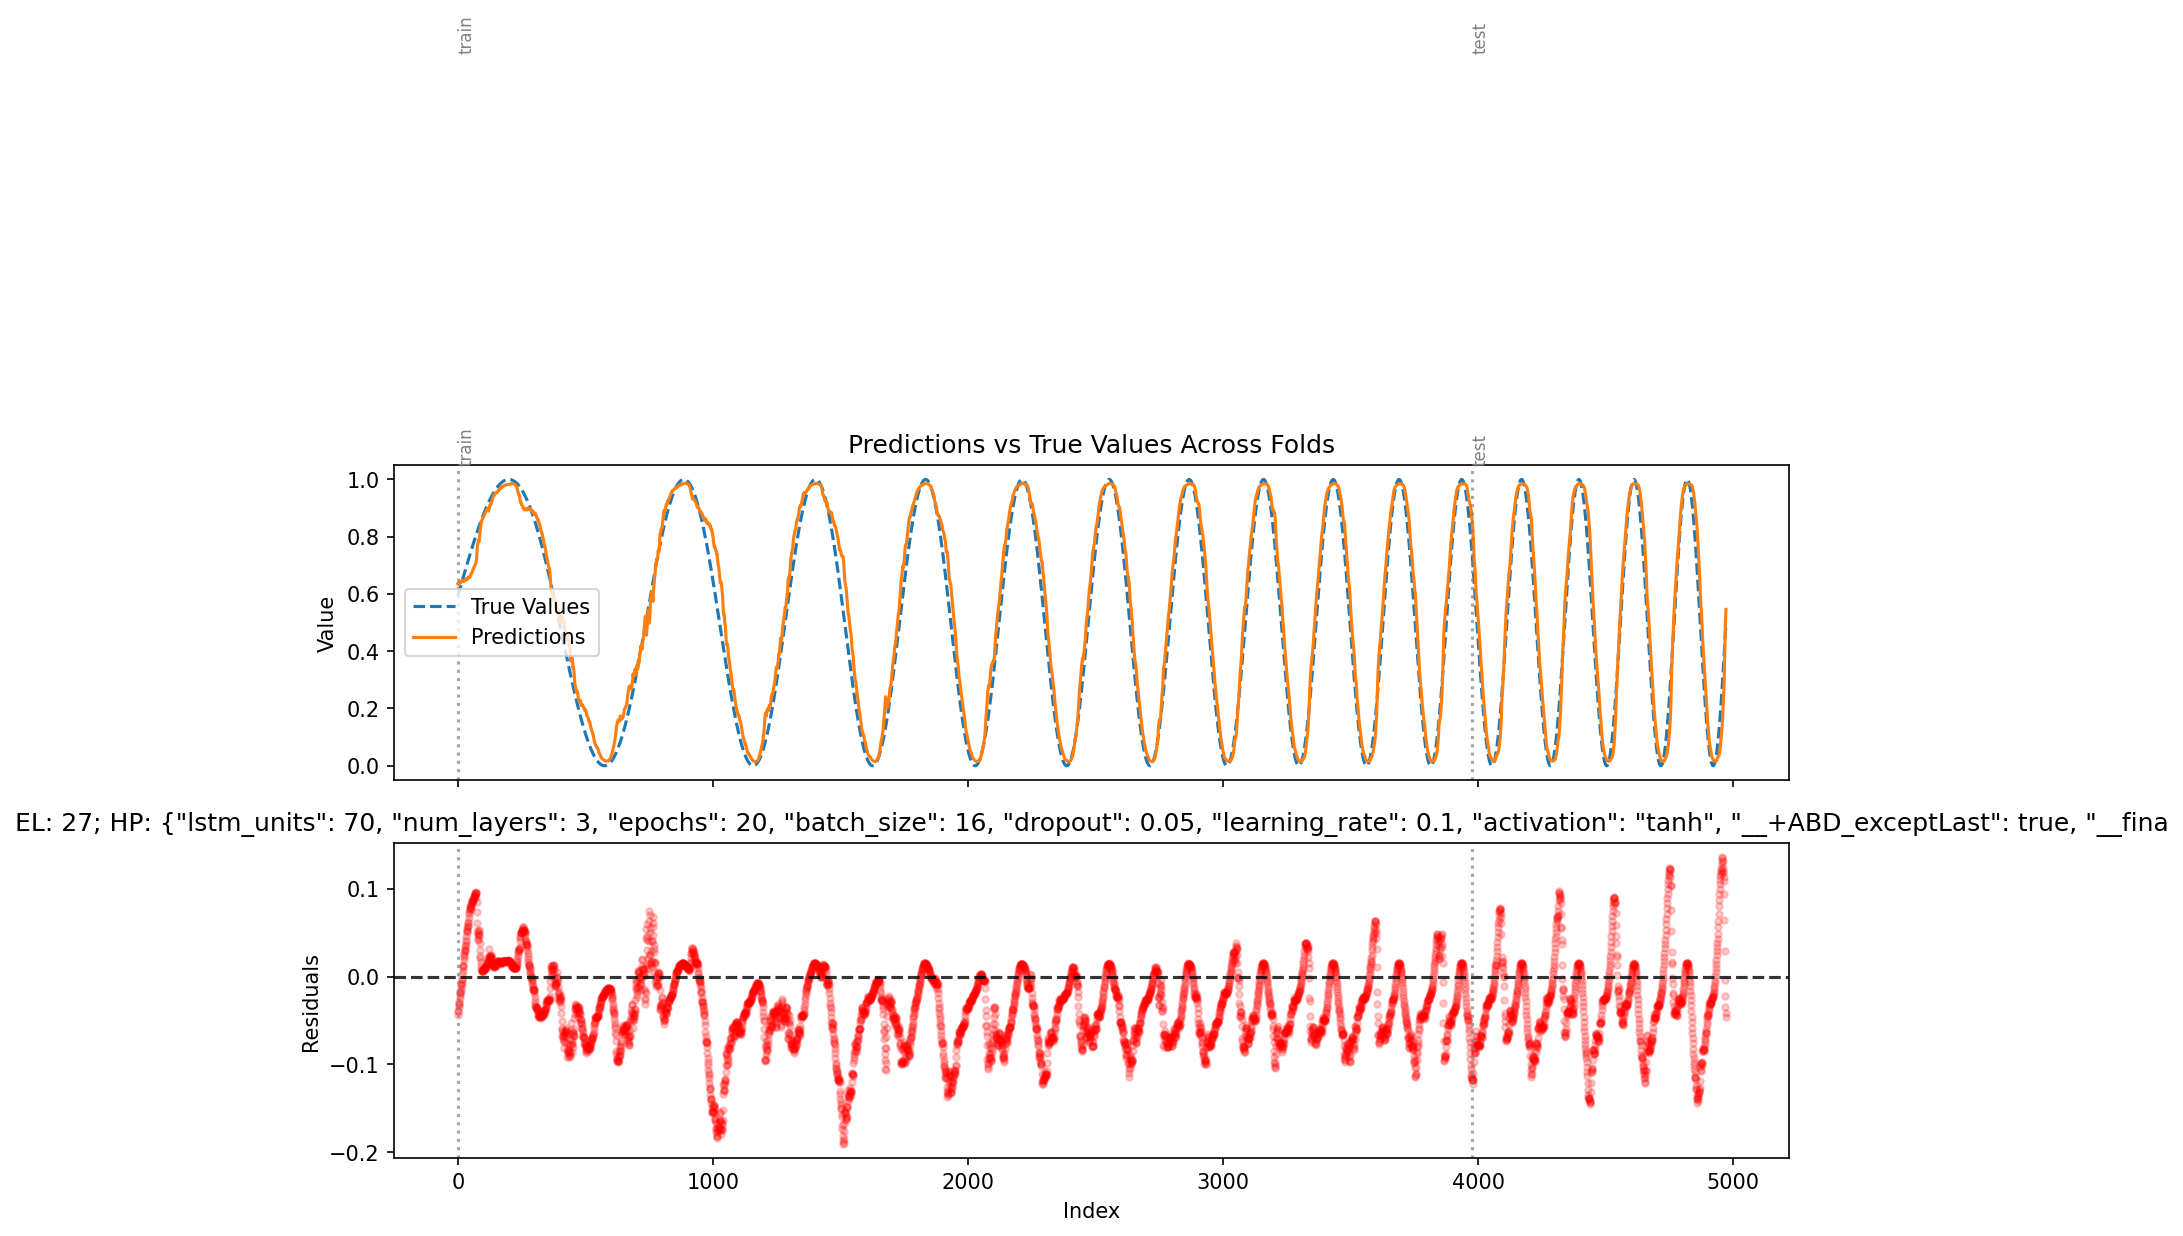 train test
Predictions vs True Values Across Folds
train test
1.0
0.8
0.6
0.4
0.2
0.0
Value
True Values
Predictions
EL: 27; HP: {"lstm_units": 70, "num_layers": 3, "epochs": 20, "batch_size": 16, "dropout": 0.05, "learning_rate": 0.1, "activation": "tanh", "__+ABD_exceptLast": true, "__fina
0.1
0.0
−0.1
−0.2
Residuals
0 1000 2000 3000 4000 5000
Index